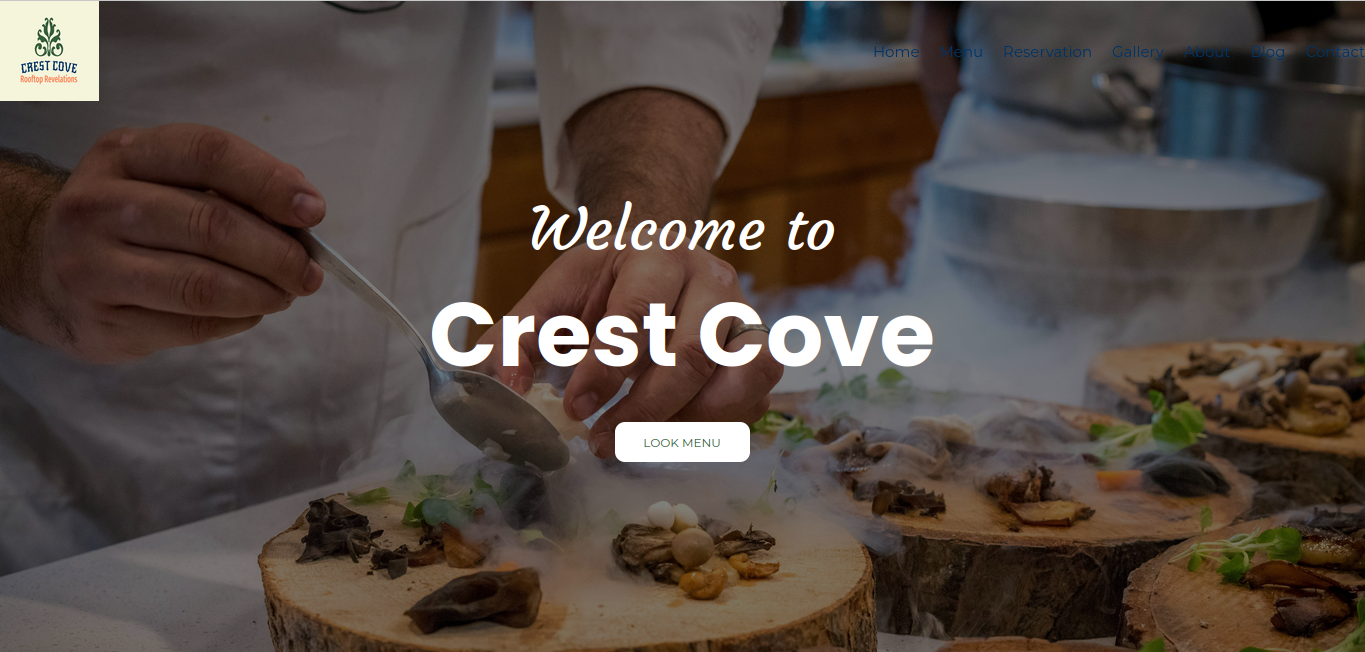 CREST COVE
Rooftop Revelations
Home Menu Reservation Gallery About Blog Contact
Welcome to
Crest Cove
LOOK MENU